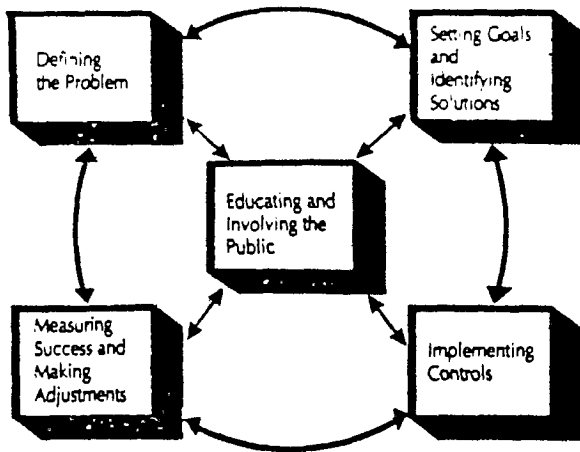 Defining
the Problem
Setting Goals
and
Identifying
Solutions
Educating and
Involving the
Public
Measuring
Success and
Making
Adjustments
Implementing
Controls